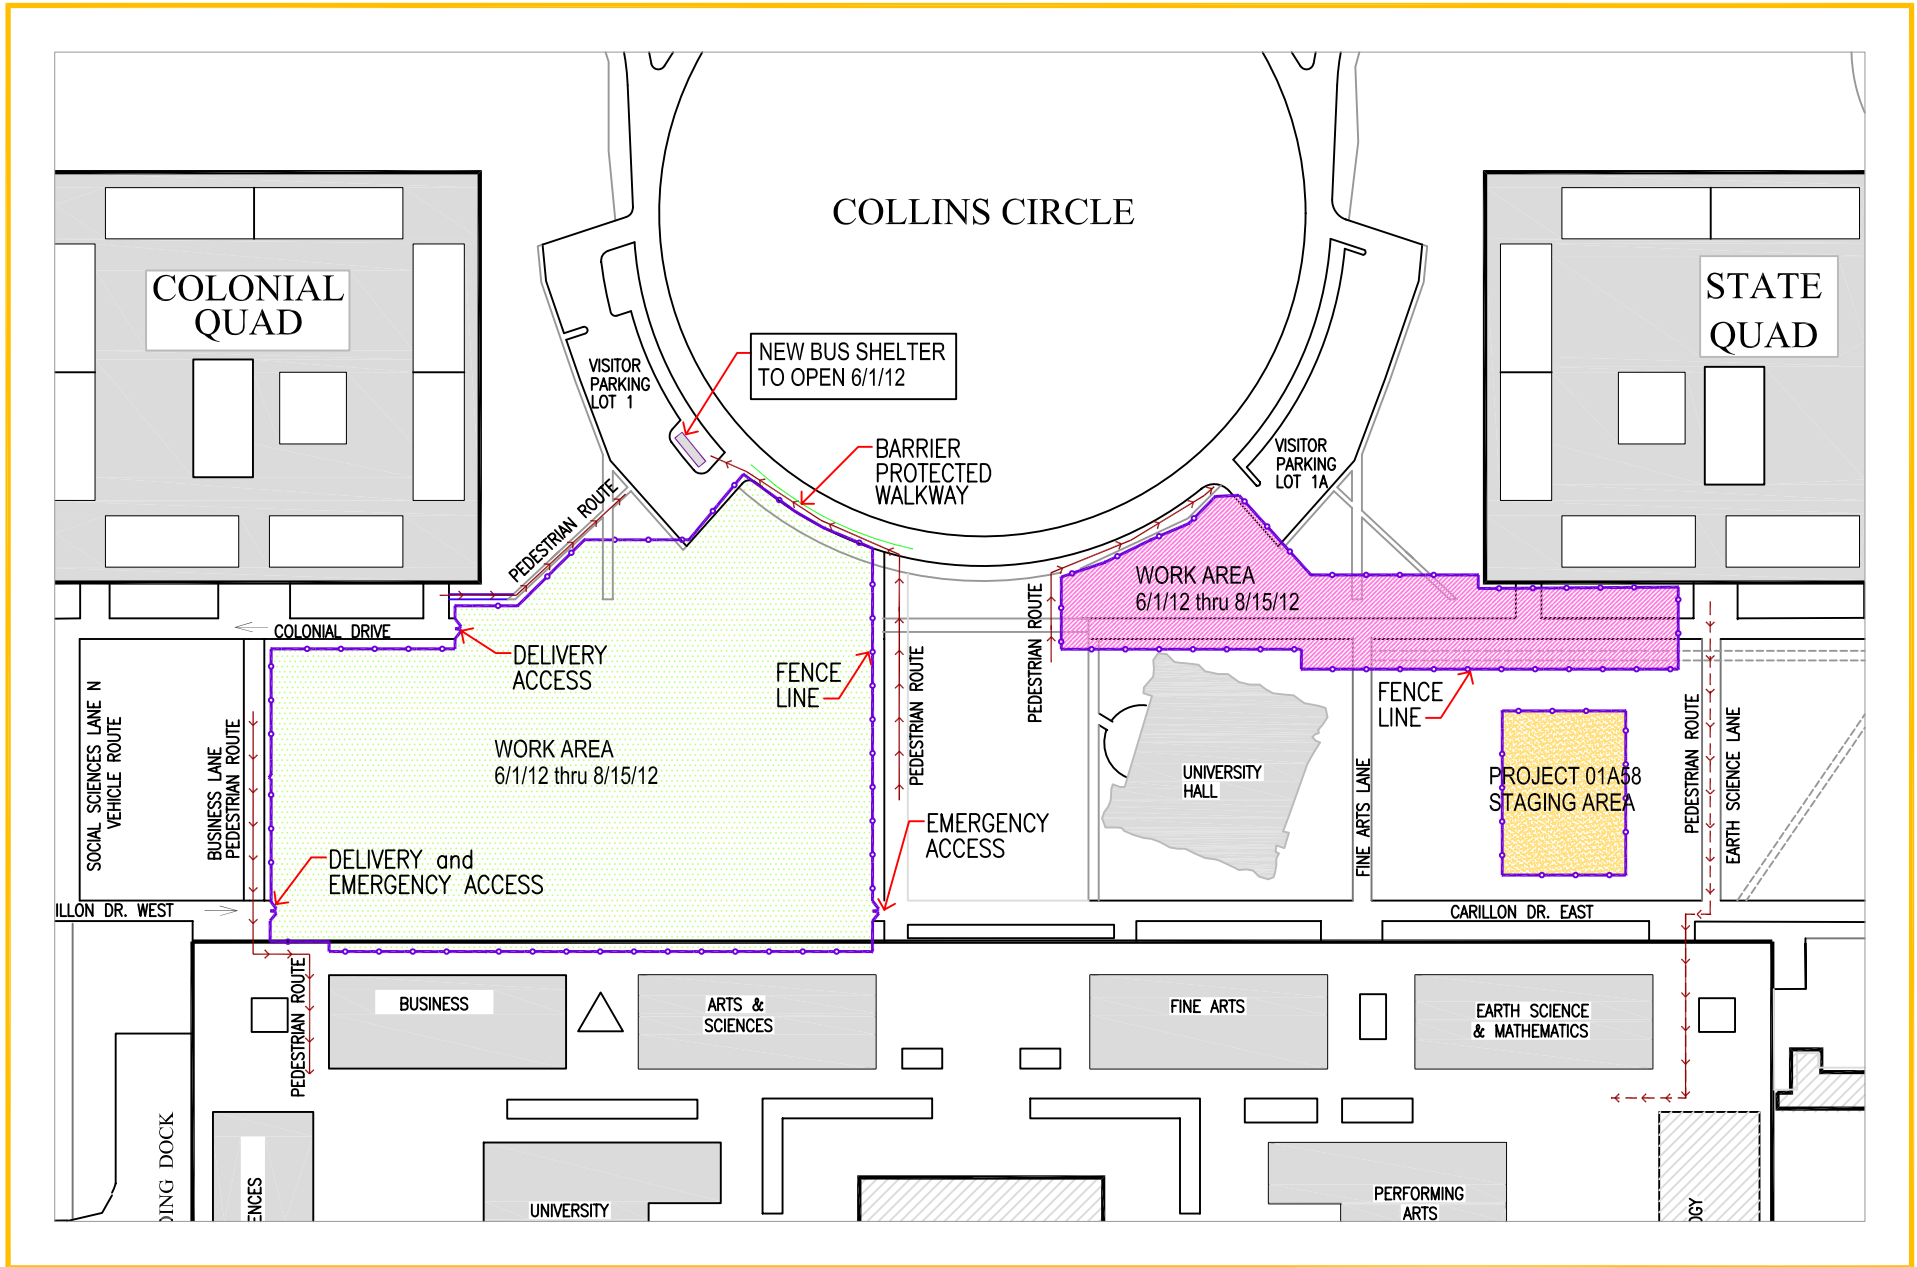 COLLINS CIRCLE
COLONIAL
QUAD
STATE
QUAD
NEW BUS SHELTER
TO OPEN 6/1/12
VISITOR
PARKING
LOT 1
BARRIER
PROTECTED
WALKWAY
VISITOR
PARKING
LOT 1A
PEDESTRIAN ROUTE
WORK AREA
6/1/12 thru 8/15/12
COLONIAL DRIVE
DELIVERY
ACCESS
FENCE
LINE
PEDESTRIAN ROUTE
PEDESTRIAN ROUTE
FENCE
LINE
SOCIAL SCIENCES LANE N
VEHICLE ROUTE
BUSINESS LANE
PEDESTRIAN ROUTE
WORK AREA
6/1/12 thru 8/15/12
UNIVERSITY
HALL
FINE ARTS LANE
PROJECT 01A58
STAGING AREA
PEDESTRIAN ROUTE
EARTH SCIENCE LANE
EMERGENCY
ACCESS
DELIVERY and
EMERGENCY ACCESS
ILLON DR. WEST
CARILLON DR. EAST
PEDESTRIAN ROUTE
BUSINESS
ARTS &
SCIENCES
FINE ARTS
EARTH SCIENCE
& MATHEMATICS
DING DOCK
ENCES
UNIVERSITY
PERFORMING
ARTS
OGY